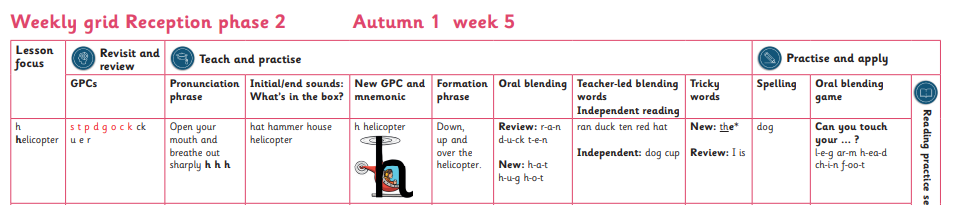 Weekly grid Reception phase 2 Autumn 1 week 5
Lesson focus
Revisit and review
Teach and practise
Practise and apply
GPCs
Pronunciation phrase
Initial/end sounds: What's in the box?
New GPC and mnemonic
Formation phrase
Oral blending
Teacher-led blending words
Independent reading
Tricky words
Spelling
Oral blending game
h
helicopter
s t p d g o c k ck
u e r
Open your
mouth and
breathe out
sharply h h h
hat hammer house
helicopter
h helicopter
h
Down,
up and
over the
helicopter.
Review: r-a-n
d-u-ck t-e-n
New: h-a-t
h-u-g h-o-t
ran duck ten red hat
Independent: dog cup
New: the*
Review: I is
dog
Can you touch
your ... ?
l-e-g ar-m h-ea-d
ch-i-n f-oo-t
Reading practice se